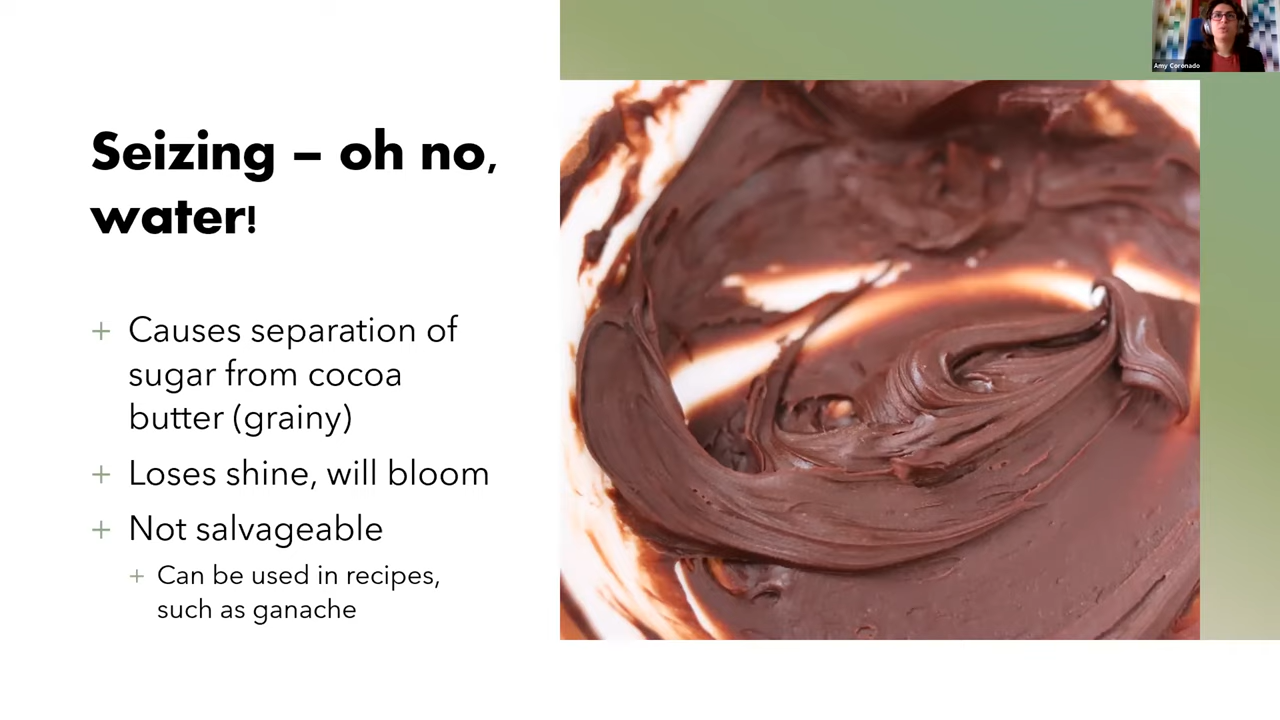 Amy Coronado
Seizing – oh no,
water!
+ Causes separation of
sugar from cocoa
butter (grainy)
+ Loses shine, will bloom
+ Not salvageable
+ Can be used in recipes,
such as ganache